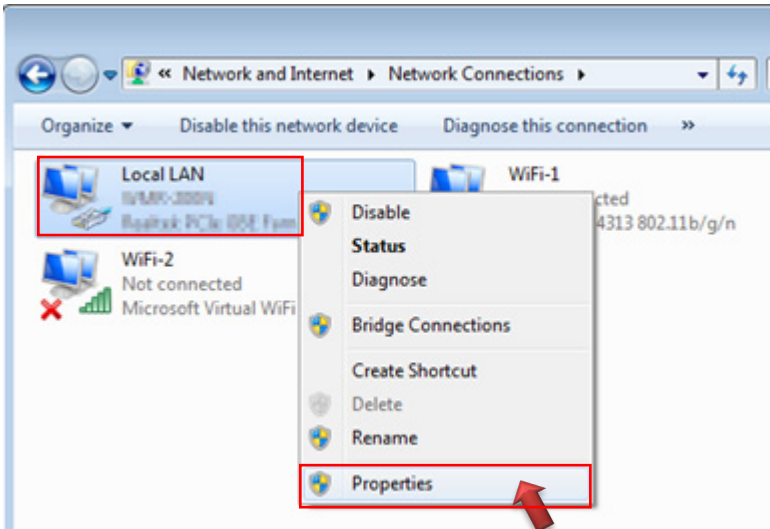 « Network and Internet ▸ Network Connections ▸
Organize ▾ Disable this network device Diagnose this connection »
Local LAN
WiFi-1
cted
4313 802.11b/g/n
WiFi-2
Not connected
Microsoft Virtual WiFi
Disable
Status
Diagnose
Bridge Connections
Create Shortcut
Delete
Rename
Properties